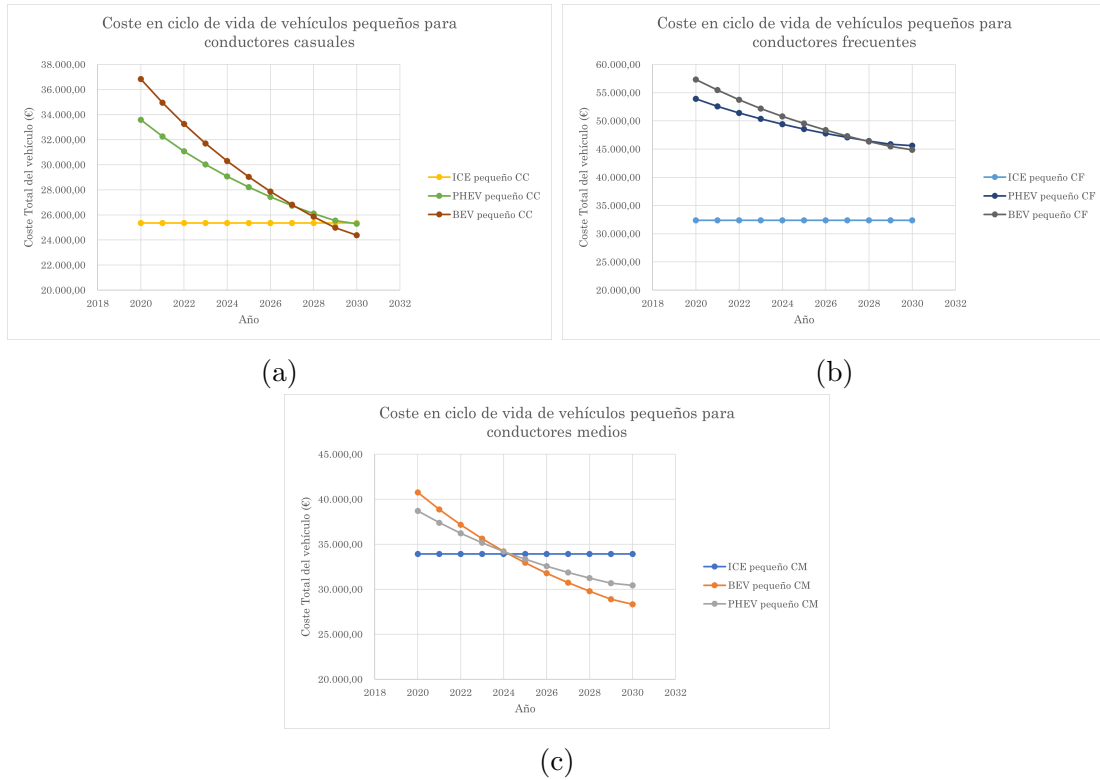 Coste en ciclo de vida de vehículos pequeños para
conductores casuales
Coste Total del vehículo (€)
38.000,00
36.000,00
34.000,00
32.000,00
30.000,00
28.000,00
26.000,00
24.000,00
22.000,00
20.000,00
2018 2020 2022 2024 2026 2028 2030 2032
Año
ICE pequeño CC
PHEV pequeño CC
BEV pequeño CC
(a)
Coste en ciclo de vida de vehículos pequeños para
conductores frecuentes
Coste Total del vehículo (€)
60.000,00
55.000,00
50.000,00
45.000,00
40.000,00
35.000,00
30.000,00
25.000,00
20.000,00
2018 2020 2022 2024 2026 2028 2030 2032
Año
ICE pequeño CF
PHEV pequeño CF
BEV pequeño CF
(b)
Coste en ciclo de vida de vehículos pequeños para
conductores medios
Coste Total del vehículo (€)
45.000,00
40.000,00
35.000,00
30.000,00
25.000,00
20.000,00
2018 2020 2022 2024 2026 2028 2030 2032
Año
ICE pequeño CM
BEV pequeño CM
PHEV pequeño CM
(c)